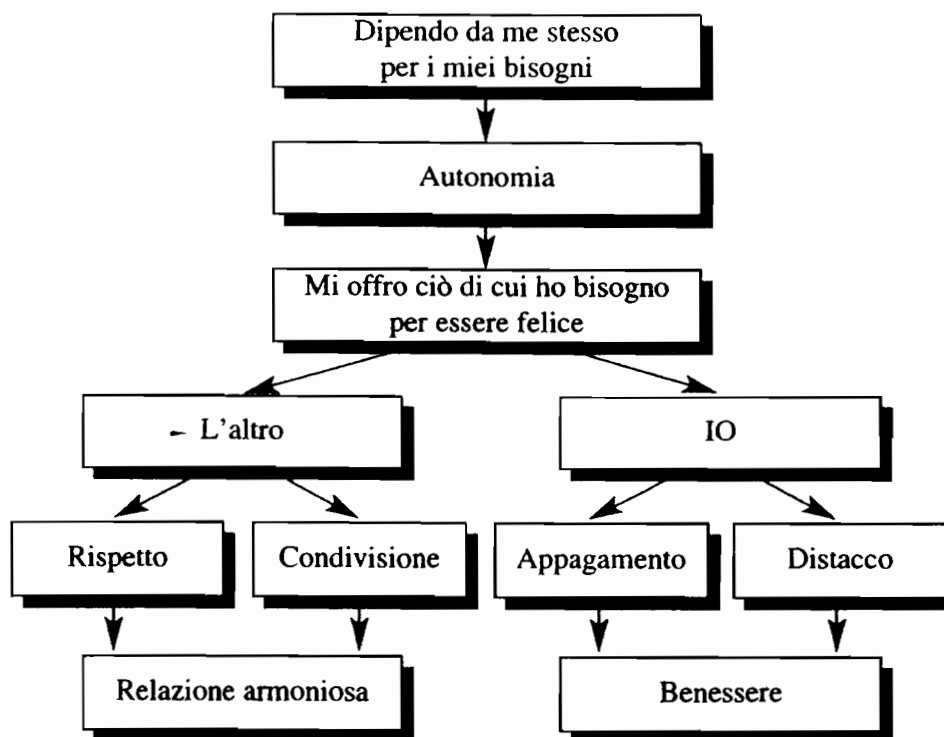 Dipendo da me stesso
per i miei bisogni
Autonomia
Mi offro ciò di cui ho bisogno
per essere felice
L'altro
IO
Rispetto
Condivisione
Appagamento
Distacco
Relazione armoniosa
Benessere